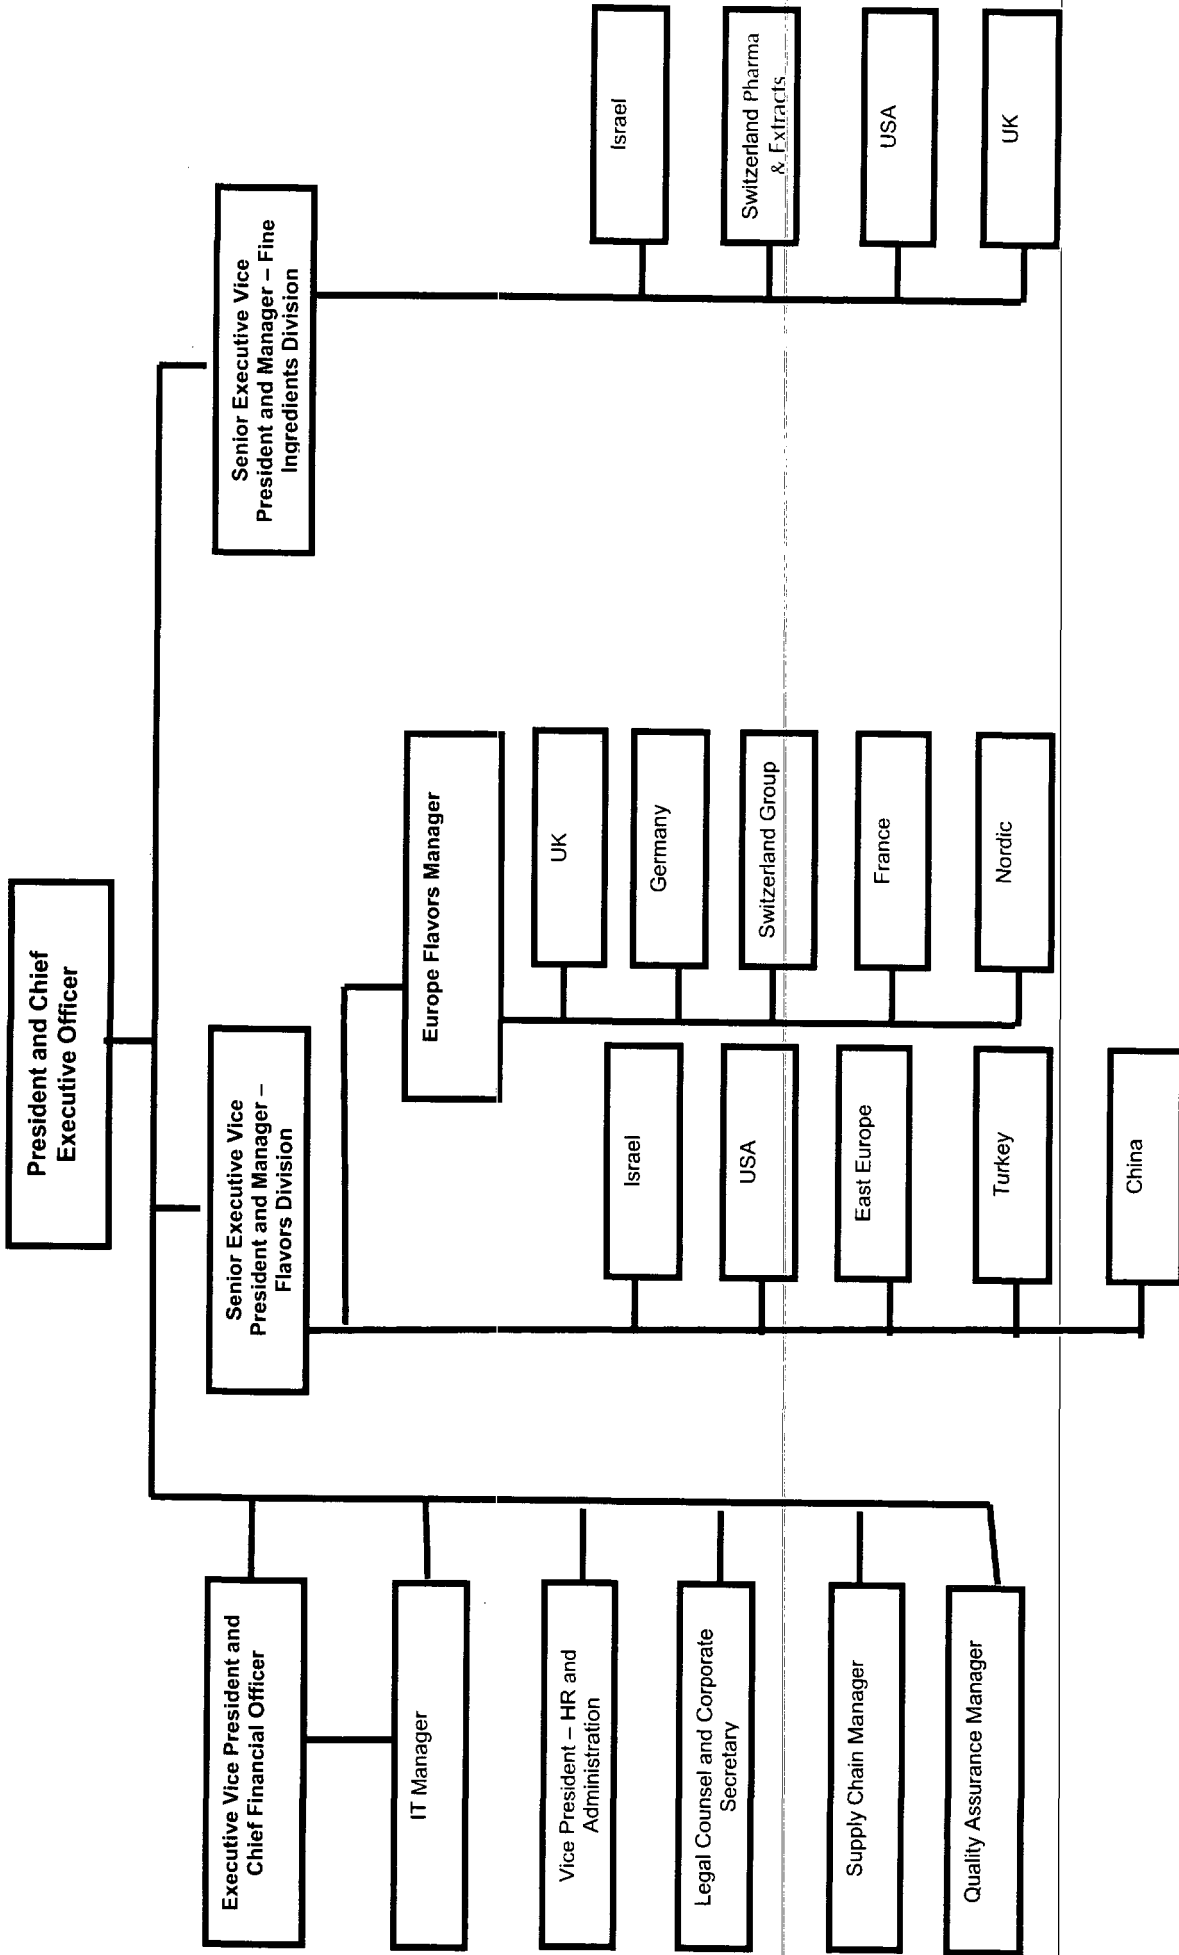 President and Chief
Executive Officer
Executive Vice President and
Chief Financial Officer
IT Manager
Vice President – HR and
Administration
Legal Counsel and Corporate
Secretary
Supply Chain Manager
Quality Assurance Manager
Senior Executive Vice
President and Manager –
Flavors Division
Israel
USA
East Europe
Turkey
China
Europe Flavors Manager
UK
Germany
Switzerland Group
France
Nordic
Senior Executive Vice
President and Manager – Fine
Ingredients Division
Israel
Switzerland Pharma
& Extracts
USA
UK